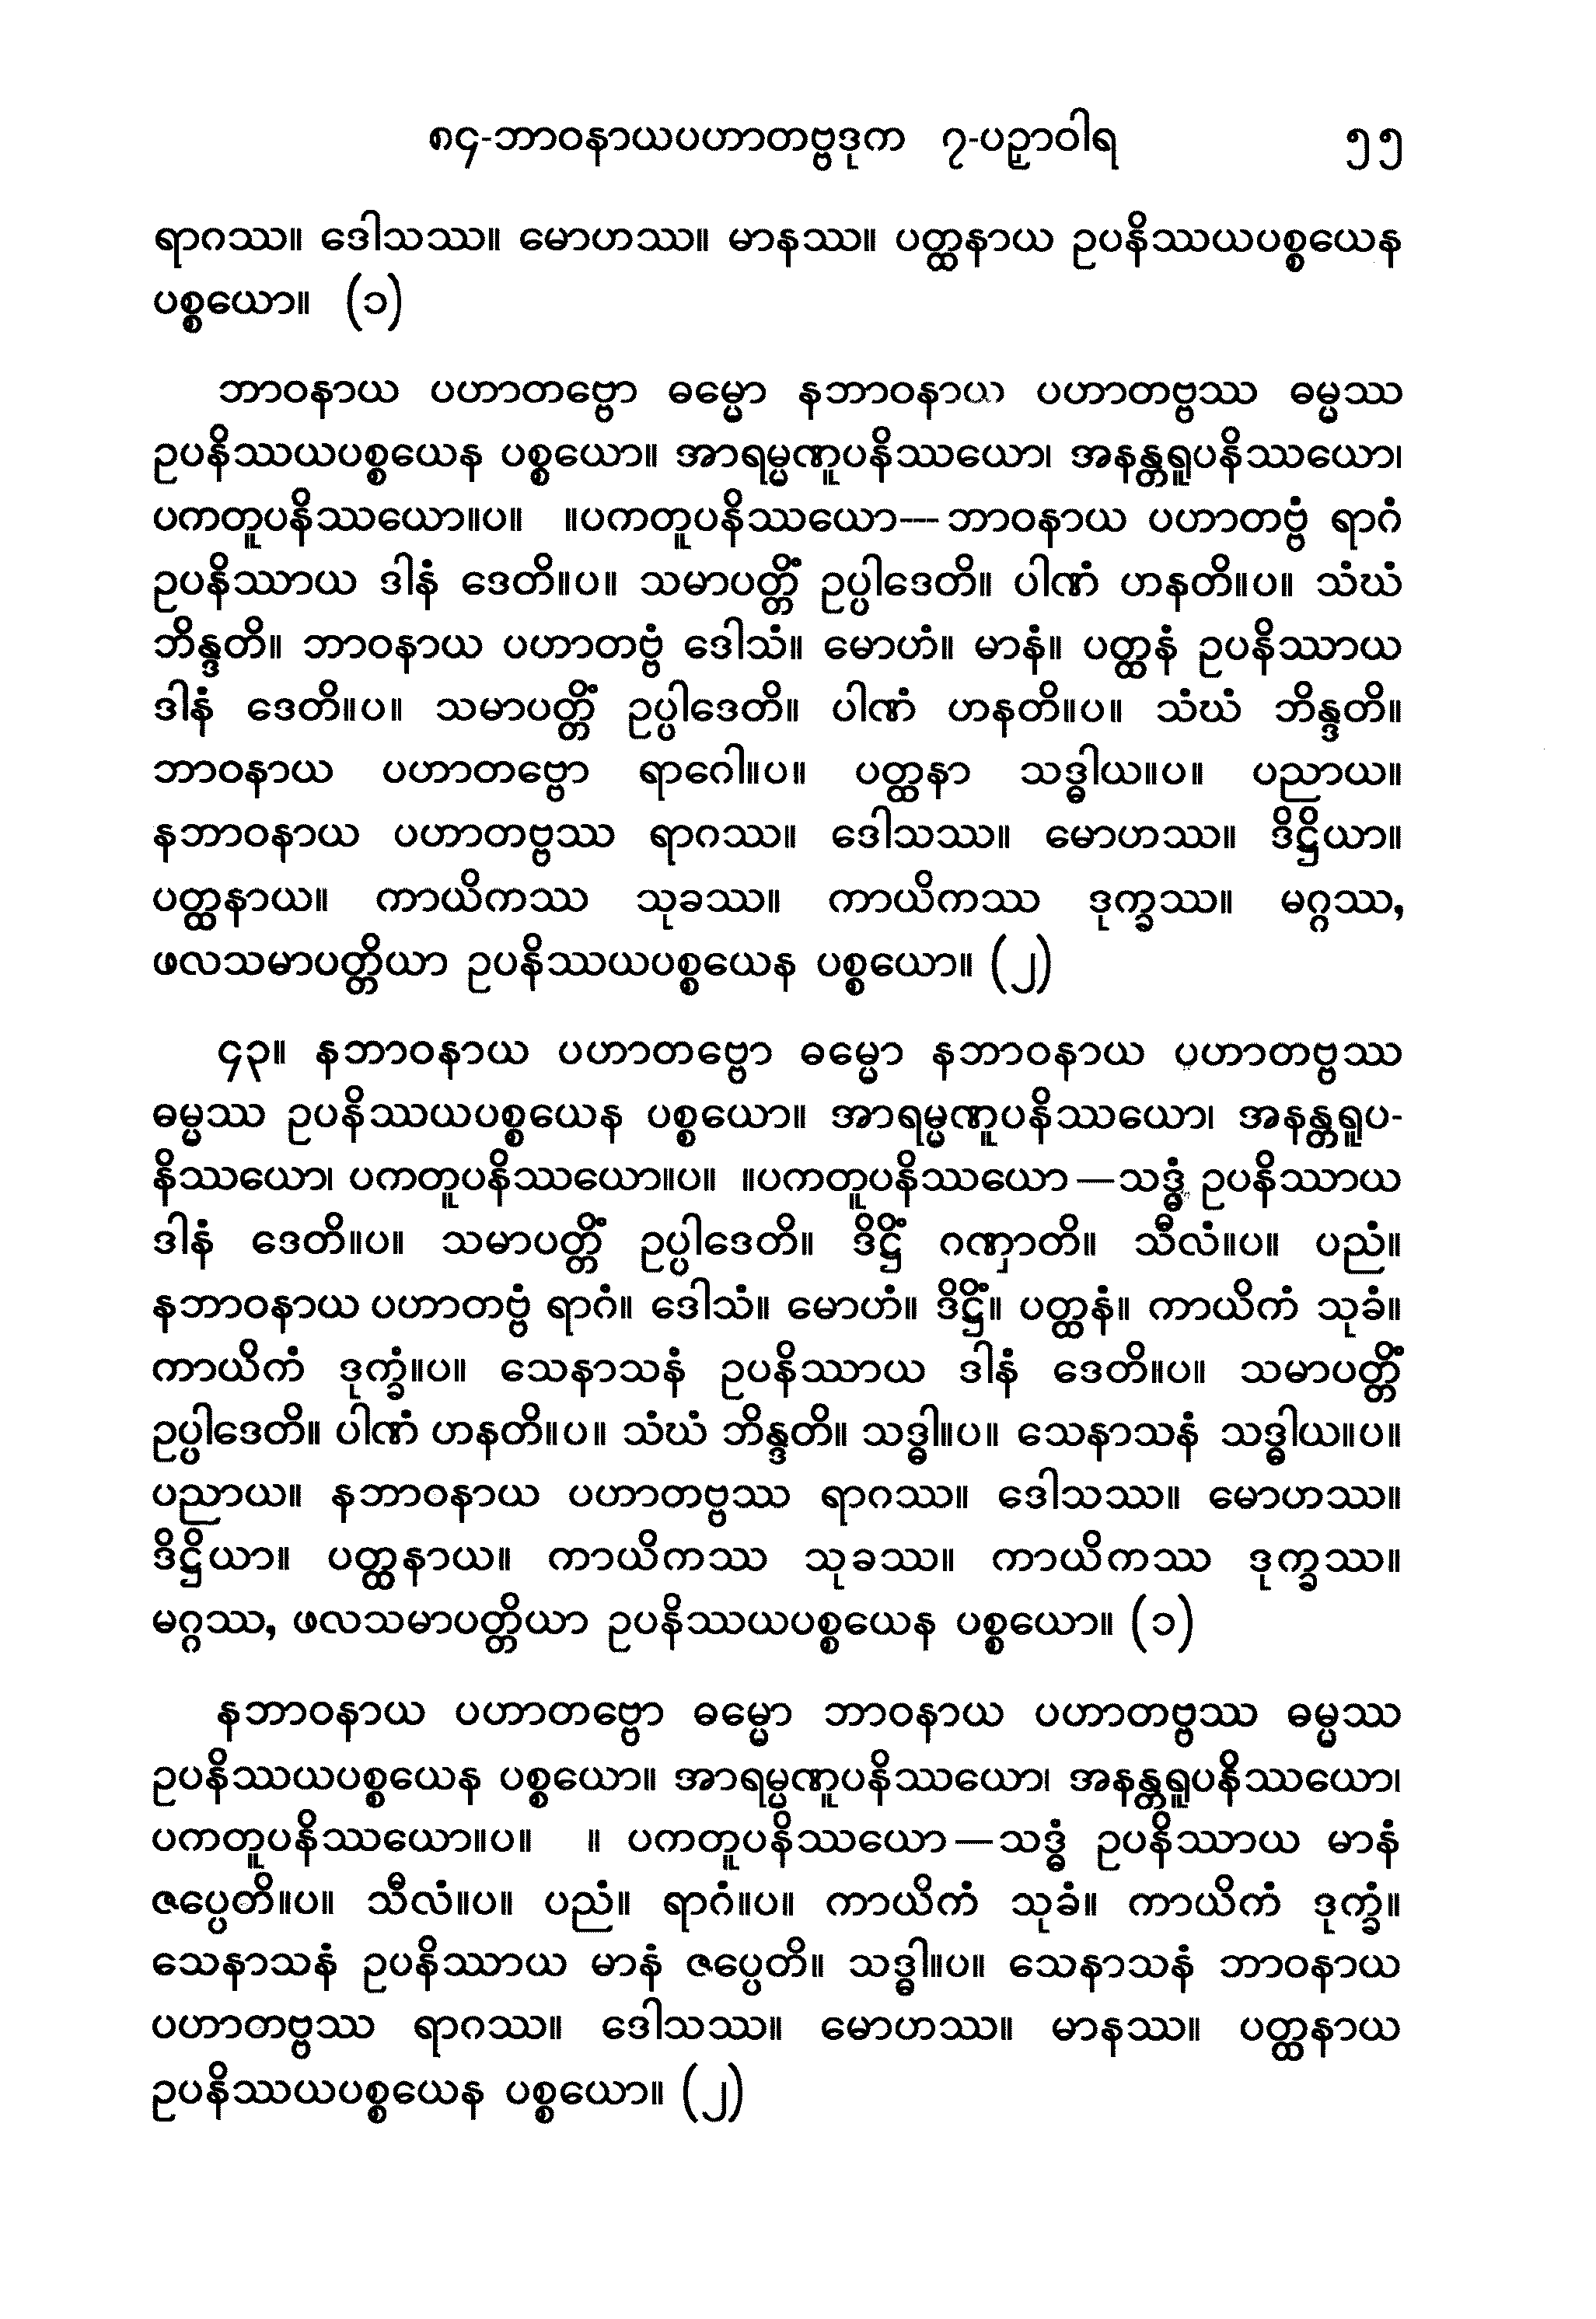 ၈၄-ဘာဝနာယပဟာတဗ္ဗဒုက ၇-ပဉှာဝါရ ၅၅
ရာဂဿ။ ဒေါသဿ။ မောဟဿ။ မာနဿ။ ပတ္ထနာယ ဥပနိဿယပစ္စယေန
ပစ္စယော။ (၁)
ဘာဝနာယ ပဟာတဗ္ဗော ဓမ္မော နဘာဝနာယ ပဟာတဗ္ဗဿ ဓမ္မဿ
ဥပနိဿယပစ္စယေန ပစ္စယော။ အာရမ္မဏူပနိဿယော၊ အနန္တရူပနိဿယော၊
ပကတူပနိဿယော။ပ။ ။ပကတူပနိဿယော--- ဘာဝနာယ ပဟာတဗ္ဗံ ရာဂံ
ဥပနိဿာယ ဒါနံ ဒေတိ။ပ။ သမာပတ္တိံ ဥပ္ပါဒေတိ။ ပါဏံ ဟနတိ။ပ။ သံဃံ
ဘိန္ဒတိ။ ဘာဝနာယ ပဟာတဗ္ဗံ ဒေါသံ။ မောဟံ။ မာနံ။ ပတ္ထနံ ဥပနိဿာယ
ဒါနံ ဒေတိ။ပ။ သမာပတ္တိံ ဥပ္ပါဒေတိ။ ပါဏံ ဟနတိ။ပ။ သံဃံ ဘိန္ဒတိ။
ဘာဝနာယ ပဟာတဗ္ဗော ရာဂေါ။ပ။ ပတ္ထနာ သဒ္ဓါယ။ပ။ ပညာယ။
နဘာဝနာယ ပဟာတဗ္ဗဿ ရာဂဿ။ ဒေါသဿ။ မောဟဿ။ ဒိဋ္ဌိယာ။
ပတ္ထနာယ။ ကာယိကဿ သုခဿ။ ကာယိကဿ ဒုက္ခဿ။ မဂ္ဂဿ,
ဖလသမာပတ္တိယာ ဥပနိဿယပစ္စယေန ပစ္စယော။ (၂)
၄၃။ နဘာဝနာယ ပဟာတဗ္ဗော ဓမ္မော နဘာဝနာယ ပဟာတဗ္ဗဿ
ဓမ္မဿ ဥပနိဿယပစ္စယေန ပစ္စယော။ အာရမ္မဏူပနိဿယော၊ အနန္တရူပ-
နိဿယော၊ ပကတူပနိဿယော။ပ။ ။ပကတူပနိဿယော — သဒ္ဓံ ဥပနိဿာယ
ဒါနံ ဒေတိ။ပ။ သမာပတ္တိံ ဥပ္ပါဒေတိ။ ဒိဋ္ဌိံ ဂဏှာတိ။ သီလံ။ပ။ ပညံ။
နဘာဝနာယ ပဟာတဗ္ဗံ ရာဂံ။ ဒေါသံ။ မောဟံ။ ဒိဋ္ဌိံ။ ပတ္ထနံ။ ကာယိကံ သုခံ။
ကာယိကံ ဒုက္ခံ။ပ။ သေနာသနံ ဥပနိဿာယ ဒါနံ ဒေတိ။ပ။ သမာပတ္တိံ
ဥပ္ပါဒေတိ။ ပါဏံ ဟနတိ။ပ။ သံဃံ ဘိန္ဒတိ။ သဒ္ဓါ။ပ။ သေနာသနံ သဒ္ဓါယ။ပ။
ပညာယ။ နဘာဝနာယ ပဟာတဗ္ဗဿ ရာဂဿ။ ဒေါသဿ။ မောဟဿ။
ဒိဋ္ဌိယာ။ ပတ္ထနာယ။ ကာယိကဿ သုခဿ။ ကာယိကဿ ဒုက္ခဿ။
မဂ္ဂဿ, ဖလသမာပတ္တိယာ ဥပနိဿယပစ္စယေန ပစ္စယော။ (၁)
နဘာဝနာယ ပဟာတဗ္ဗော ဓမ္မော ဘာဝနာယ ပဟာတဗ္ဗဿ ဓမ္မဿ
ဥပနိဿယပစ္စယေန ပစ္စယော။ အာရမ္မဏူပနိဿယော၊ အနန္တရူပနိဿယော၊
ပကတူပနိဿယော။ပ။ ။ ပကတူပနိဿယော — သဒ္ဓံ ဥပနိဿာယ မာနံ
ဇပ္ပေတိ။ပ။ သီလံ။ပ။ ပညံ။ ရာဂံ။ပ။ ကာယိကံ သုခံ။ ကာယိကံ ဒုက္ခံ။
သေနာသနံ ဥပနိဿာယ မာနံ ဇပ္ပေတိ။ သဒ္ဓါ။ပ။ သေနာသနံ ဘာဝနာယ
ပဟာတဗ္ဗဿ ရာဂဿ။ ဒေါသဿ။ မောဟဿ။ မာနဿ။ ပတ္ထနာယ
ဥပနိဿယပစ္စယေန ပစ္စယော။ (၂)